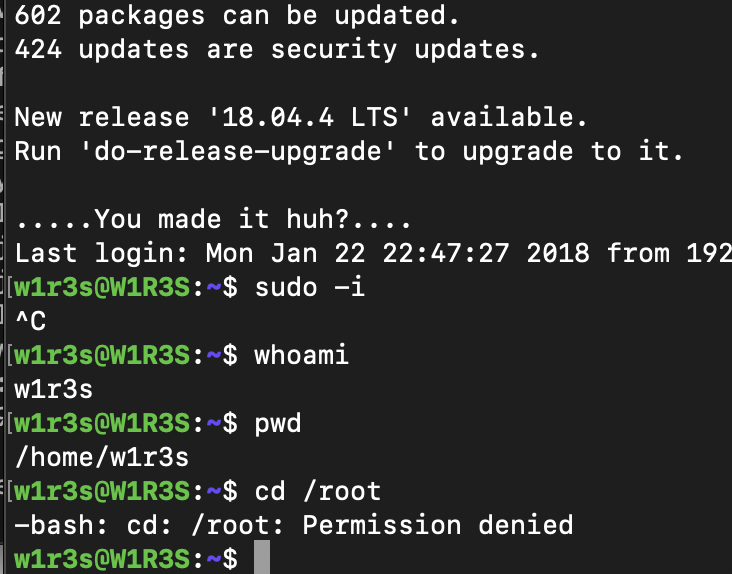 602 packages can be updated.
424 updates are security updates.
New release '18.04.4 LTS' available.
Run 'do-release-upgrade' to upgrade to it.
.....You made it huh?....
Last login: Mon Jan 22 22:47:27 2018 from 192
[w1r3s@W1R3S:~$ sudo -i
^C
[w1r3s@W1R3S:~$ whoami
w1r3s
[w1r3s@W1R3S:~$ pwd
/home/w1r3s
[w1r3s@W1R3S:~$ cd /root
-bash: cd: /root: Permission denied
w1r3s@W1R3S:~$